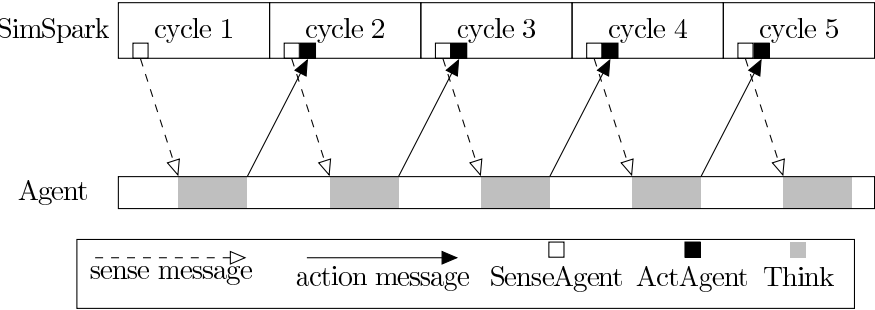 SimSpark cycle 1 cycle 2 cycle 3 cycle 4 cycle 5
Agent
sense message action message SenseAgent ActAgent Think